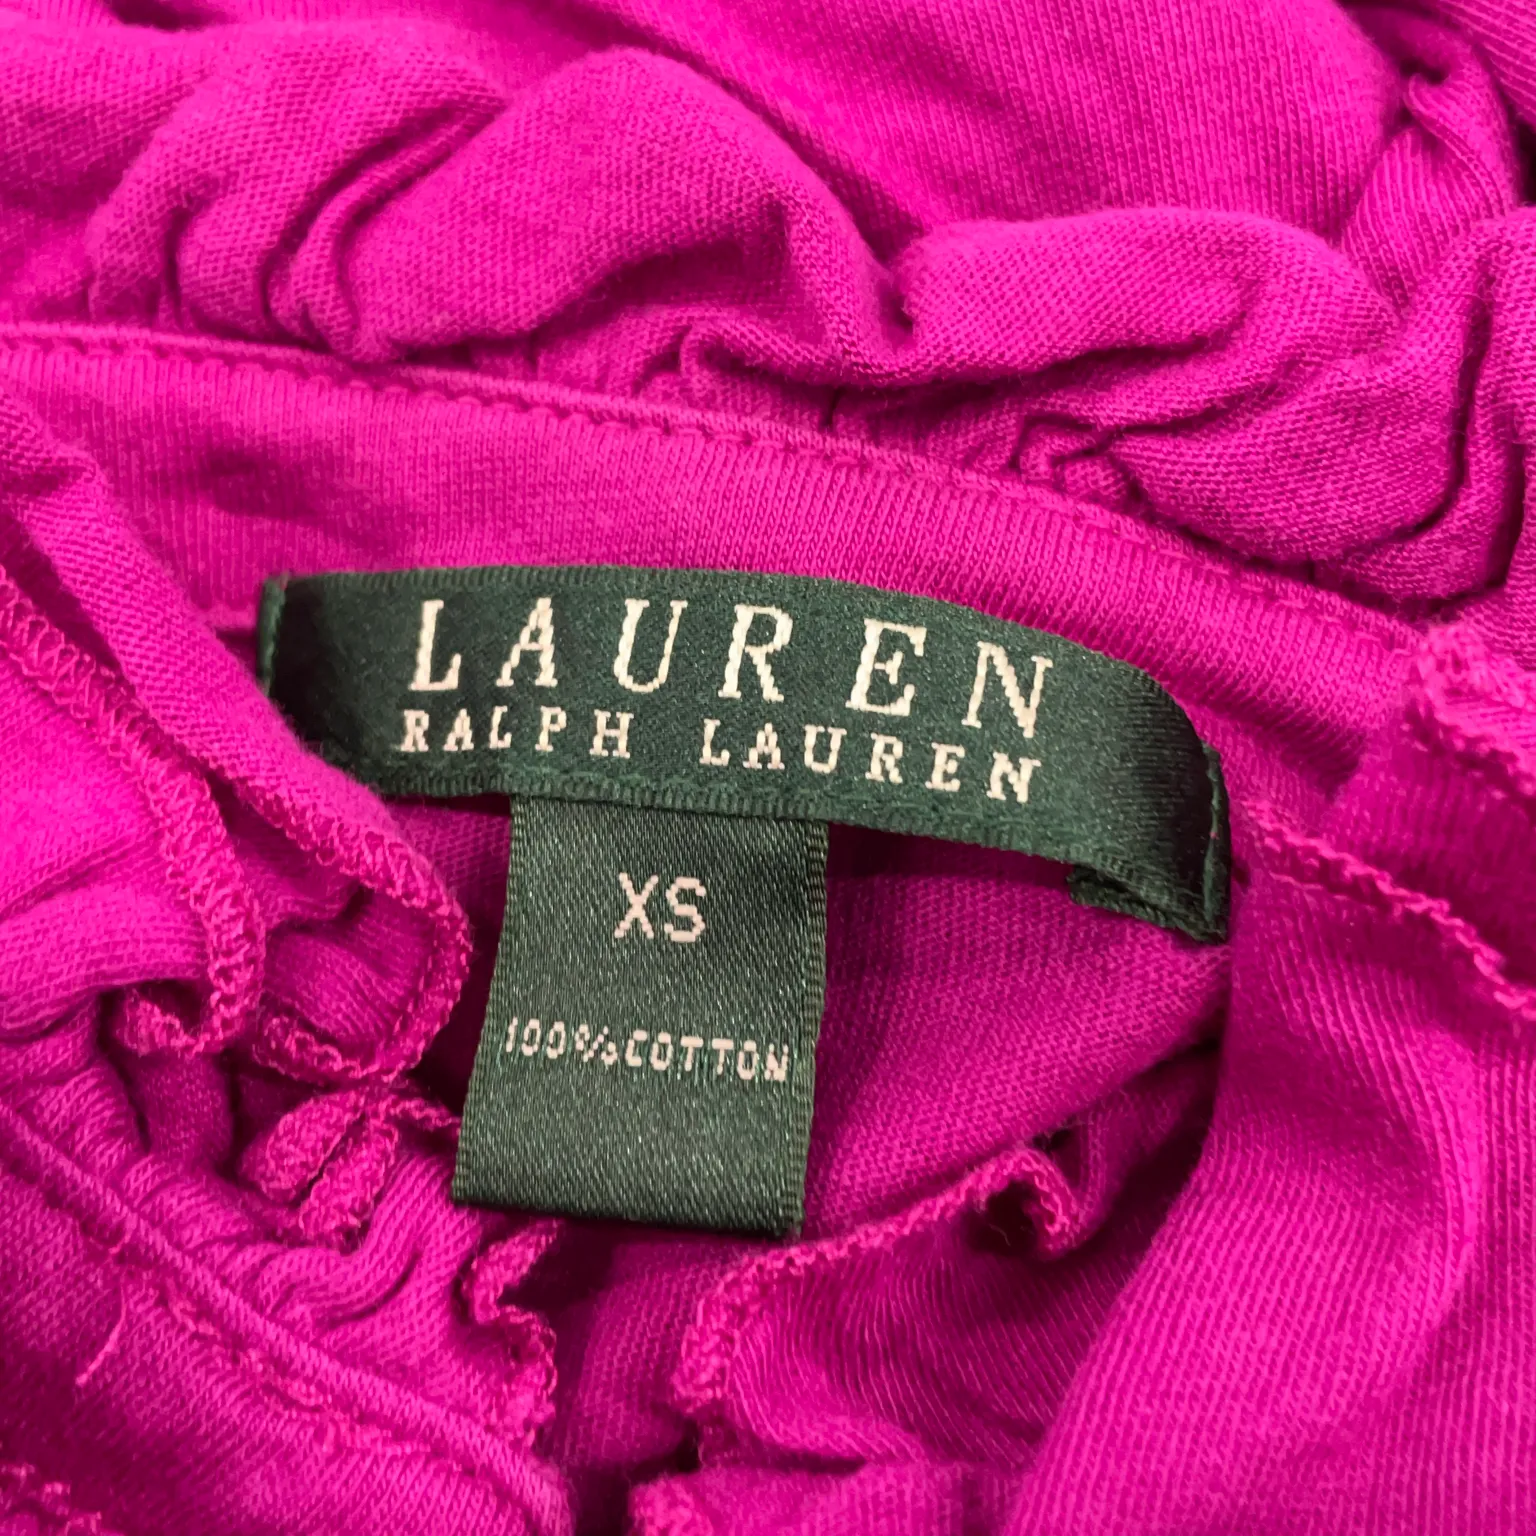 LAUREN
RALPH LAUREN
XS
100% COTTON